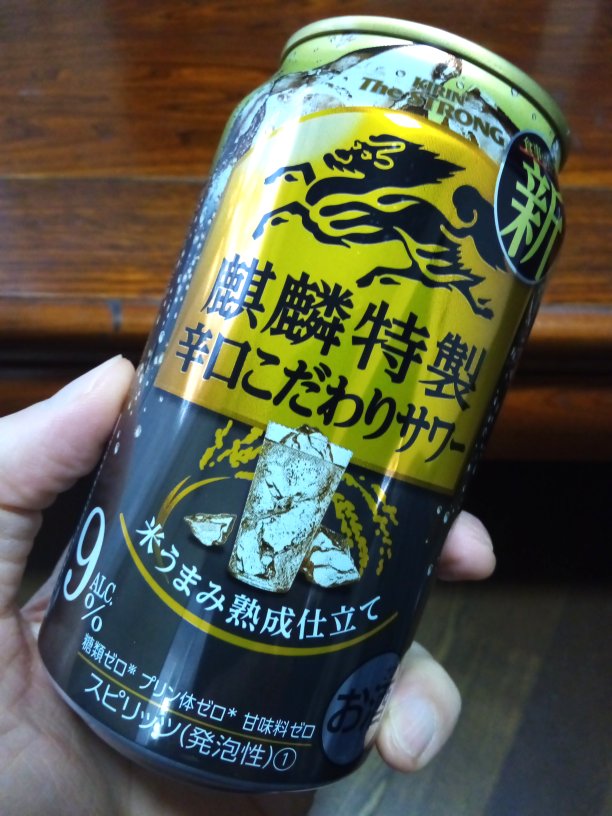 KIRIN
The STRONG
新
麒麟特製
辛口こだわりサワー
米うまみ熟成仕立て
ALC.
9%
糖類ゼロ※ プリン体ゼロ* 甘味料ゼロ
スピリッツ(発泡性)①
お酒